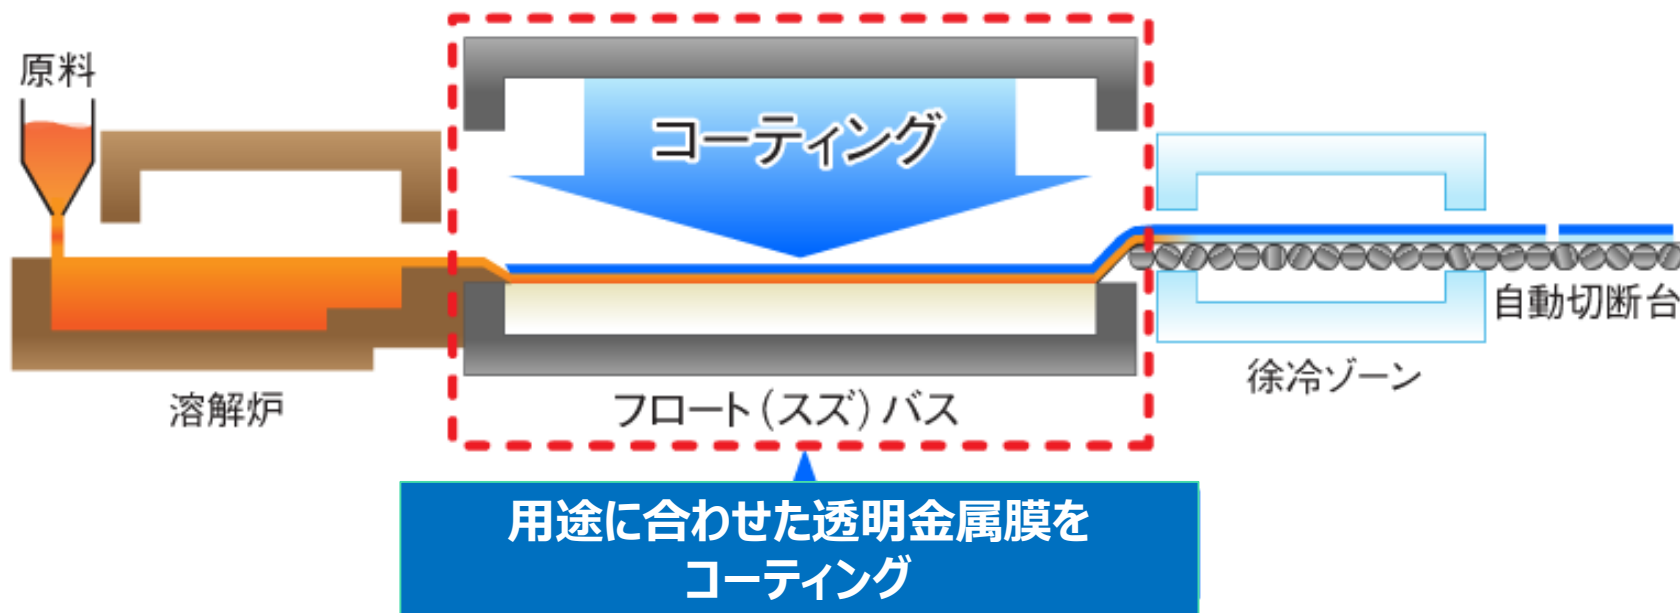 原料
コーティング
自動切断台
徐冷ゾーン
溶解炉
フロート(スズ)バス
用途に合わせた透明金属膜を
コーティング